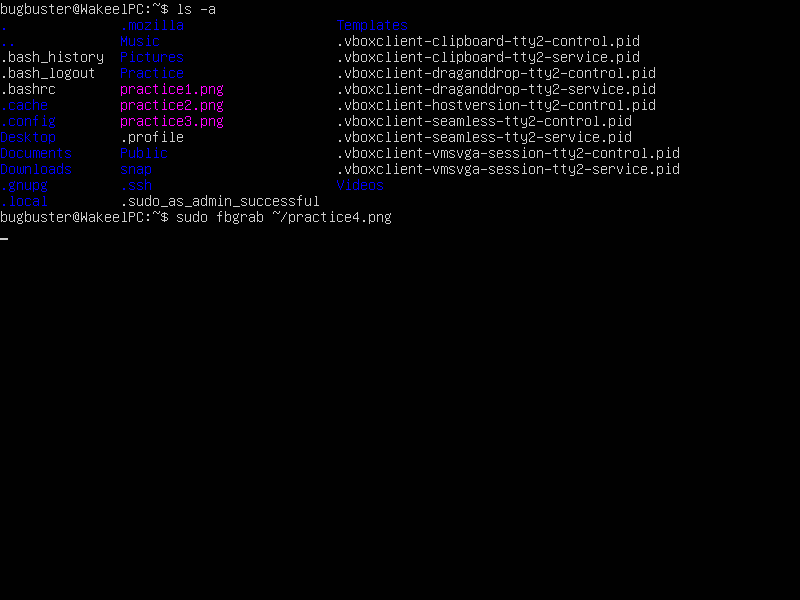 bugbuster@WakeelPC:~$ ls -a
. .mozilla Templates
.. Music .vboxclient-clipboard-tty2-control.pid
.bash_history Pictures .vboxclient-clipboard-tty2-service.pid
.bash_logout Practice .vboxclient-draganddrop-tty2-control.pid
.bashrc practice1.png .vboxclient-draganddrop-tty2-service.pid
.cache practice2.png .vboxclient-hostversion-tty2-control.pid
.config practice3.png .vboxclient-seamless-tty2-control.pid
Desktop .profile .vboxclient-seamless-tty2-service.pid
Documents Public .vboxclient-vmsvga-session-tty2-control.pid
Downloads snap .vboxclient-vmsvga-session-tty2-service.pid
.gnupg .ssh Videos
.local .sudo_as_admin_successful
bugbuster@WakeelPC:~$ sudo fbgrab ~/practice4.png